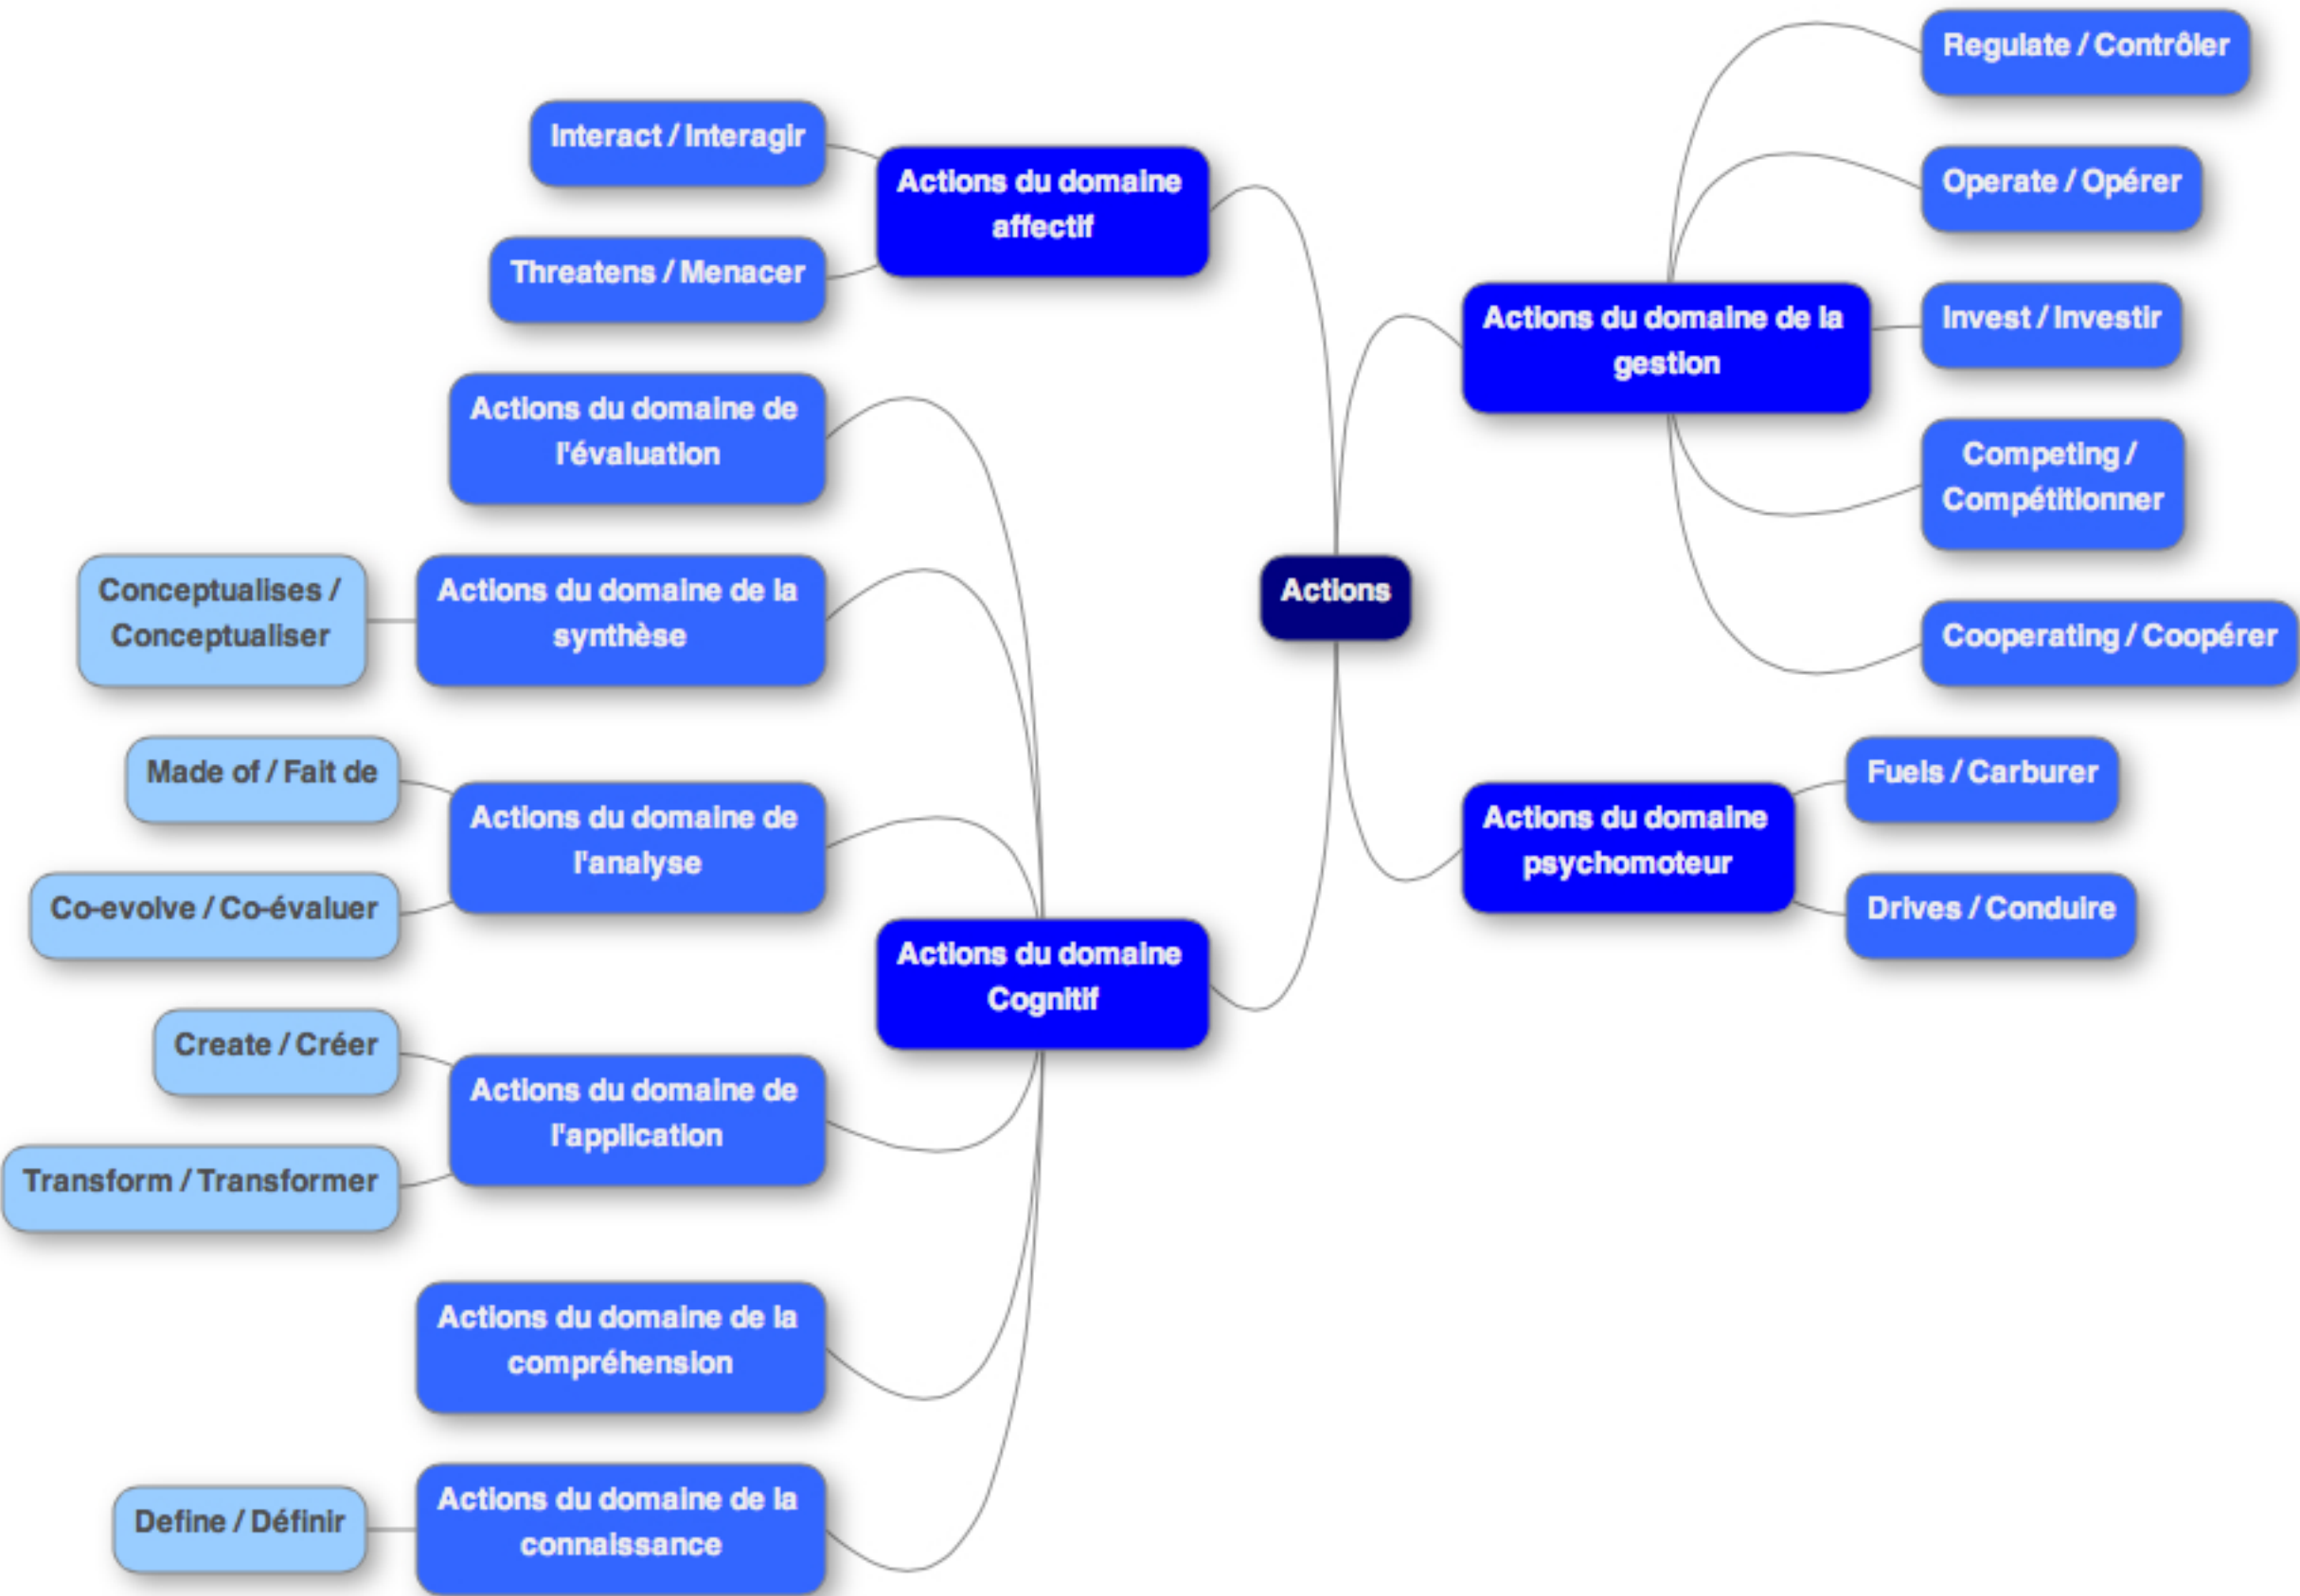 Regulate / Contrôler
Interact / Interagir
Actions du domaine
affectif
Operate / Opérer
Threatens / Menacer
Actions du domaine de la
gestion
Invest / Investir
Actions du domaine de
l'évaluation
Competing /
Compétitionner
Conceptualises /
Conceptualiser
Actions du domaine de la
synthèse
Actions
Cooperating / Coopérer
Made of / Fait de
Actions du domaine de
l'analyse
Co-evolve / Co-évaluer
Actions du domaine
psychomoteur
Fuels / Carburer
Drives / Conduire
Actions du domaine
Cognitif
Create / Créer
Actions du domaine de
l'application
Transform / Transformer
Actions du domaine de la
compréhension
Define / Définir
Actions du domaine de la
connaissance